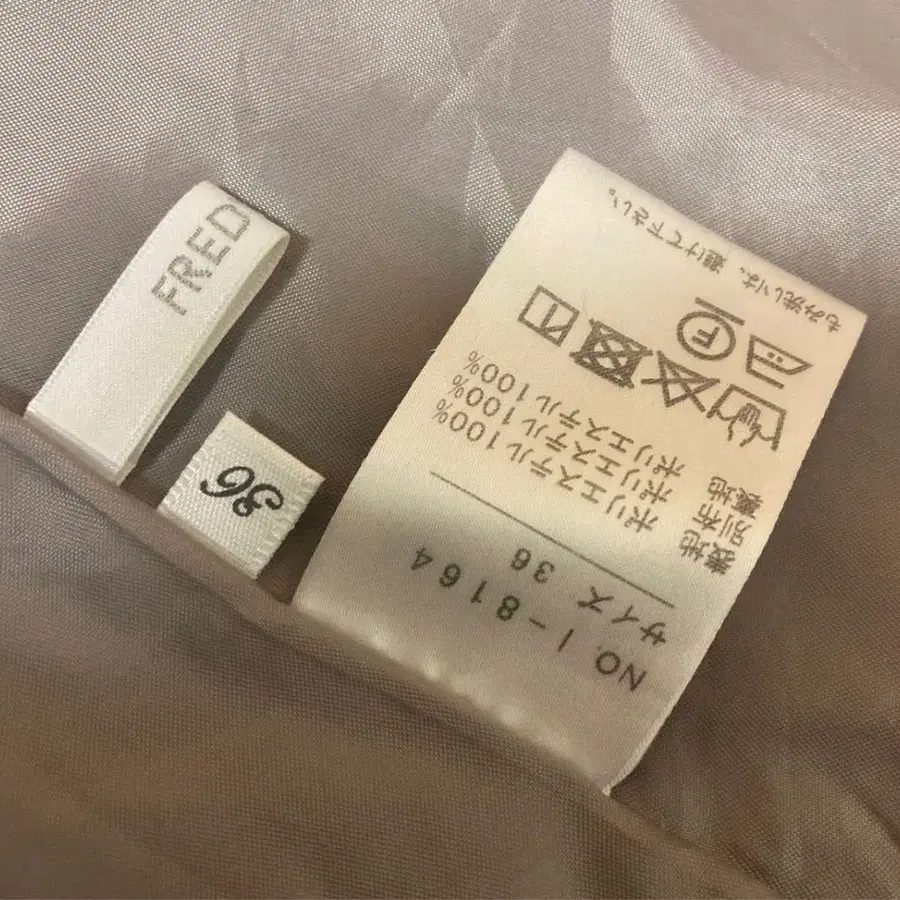 FRED
36
NO. I-8164
サイズ 36
表地 ポリエステル100%
別布 ポリエステル100%
裏地 ポリエステル100%
F
もみ洗いは、避けて下さい。